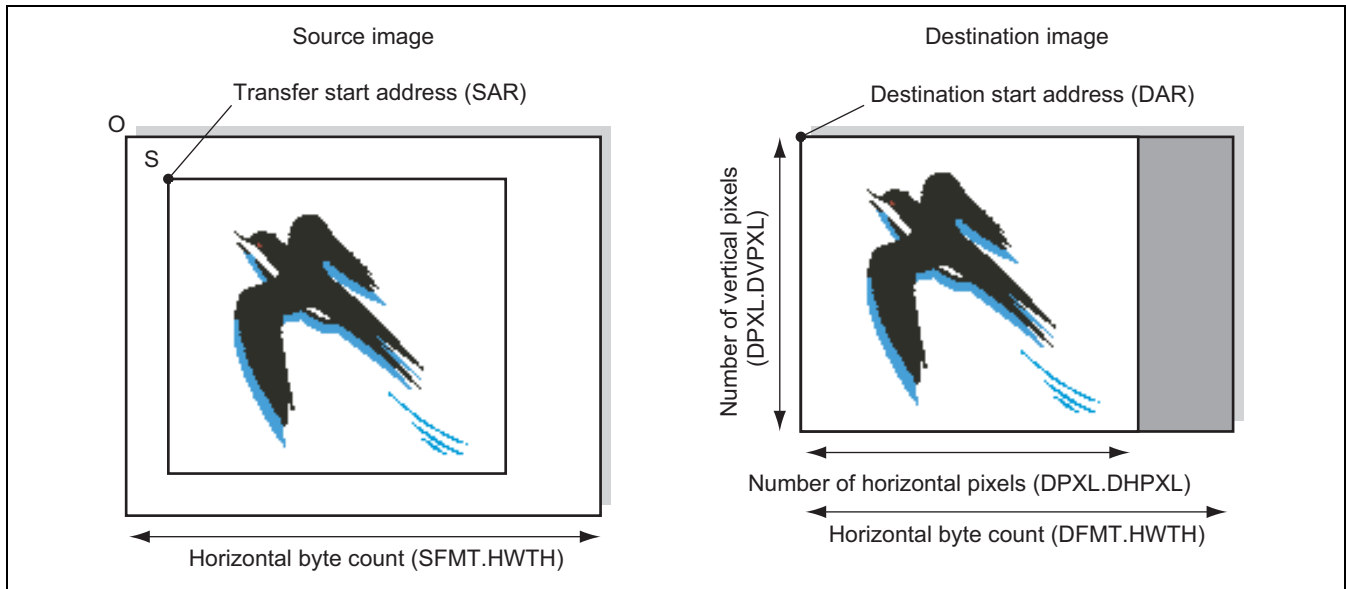 Source image
Transfer start address (SAR)
O
S
Horizontal byte count (SFMT.HWTH)
Destination image
Destination start address (DAR)
Number of vertical pixels
(DPXL.DVPXL)
Number of horizontal pixels (DPXL.DHPXL)
Horizontal byte count (DFMT.HWTH)